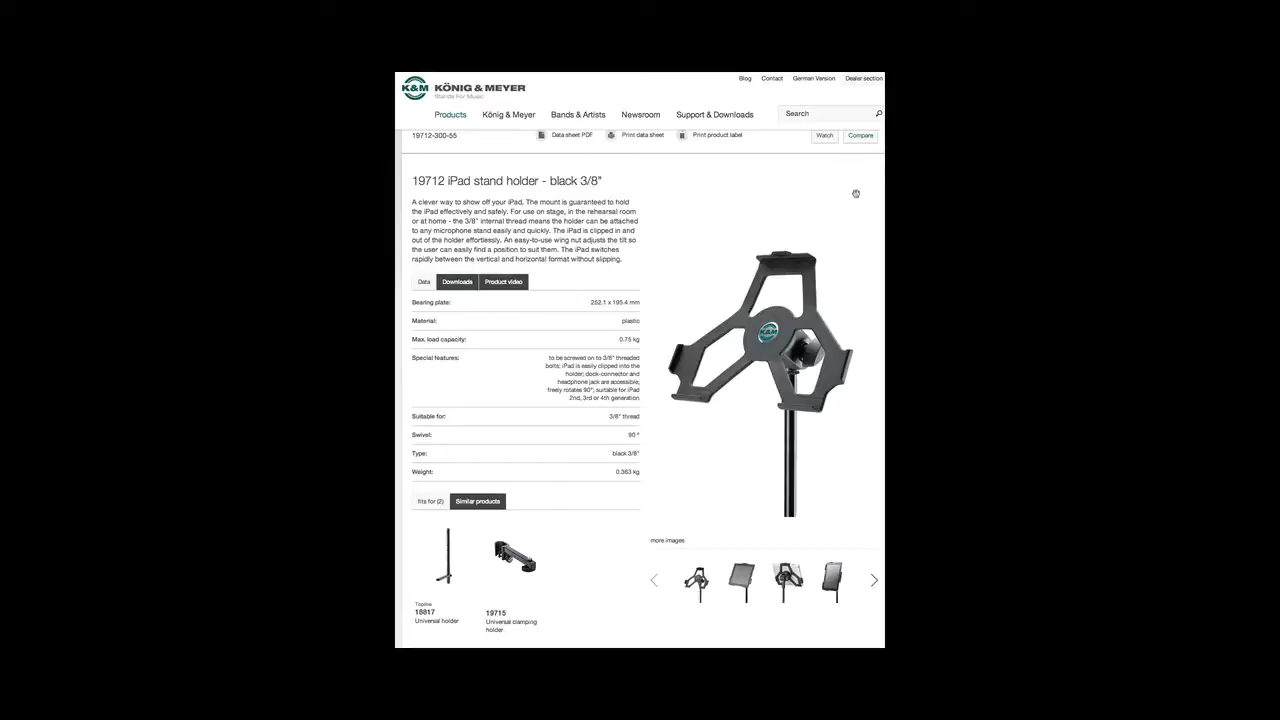 Blog Contact German Version Dealer section
K&M KÖNIG & MEYER
Stands For Music
Products König & Meyer Bands & Artists Newsroom Support & Downloads Search
19712-300-55 Data sheet PDF Print data sheet Print product label Watch Compare
19712 iPad stand holder - black 3/8"
A clever way to show off your iPad. The mount is guaranteed to hold
the iPad effectively and safely. For use on stage, in the rehearsal room
or at home - the 3/8" internal thread means the holder can be attached
to any microphone stand easily and quickly. The iPad is clipped in and
out of the holder effortlessly. An easy-to-use wing nut adjusts the tilt so
the user can easily find a position to suit them. The iPad switches
rapidly between the vertical and horizontal format without slipping.
Data Downloads Product video
Bearing plate: 252.1 x 195.4 mm
Material: plastic
Max. load capacity: 0.75 kg
Special features: to be screwed on to 3/8" threaded
bolts; iPad is easily clipped into the
holder; dock-connector and
headphone jack are accessible;
freely rotates 90°; suitable for iPad
2nd, 3rd or 4th generation
Suitable for: 3/8" thread
Swivel: 90 °
Type: black 3/8"
Weight: 0.363 kg
fits for (2) Similar products
K&M
more images
Topline
18817
Universal holder
19715
Universal clamping
holder